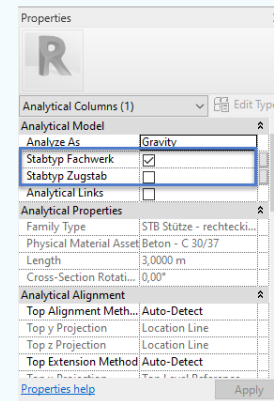 Properties
R
Analytical Columns (1) Edit Type
Analytical Model
Analyze As Gravity
Stabtyp Fachwerk
Stabtyp Zugstab
Analytical Links
Analytical Properties
Family Type STB Stütze - rechtecki...
Physical Material Asset Beton - C 30/37
Length 3,0000 m
Cross-Section Rotati... 0,00°
Analytical Alignment
Top Alignment Meth... Auto-Detect
Top y Projection Location Line
Top z Projection Location Line
Top Extension Method Auto-Detect
Properties help Apply